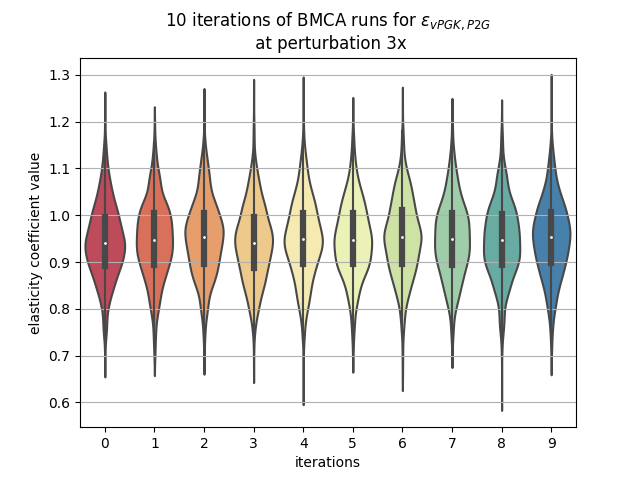 10 iterations of BMCA runs for ε_{vPGK, P2G}
at perturbation 3x
1.3
1.2
1.1
1.0
0.9
0.8
0.7
0.6
elasticity coefficient value
0 1 2 3 4 5 6 7 8 9
iterations